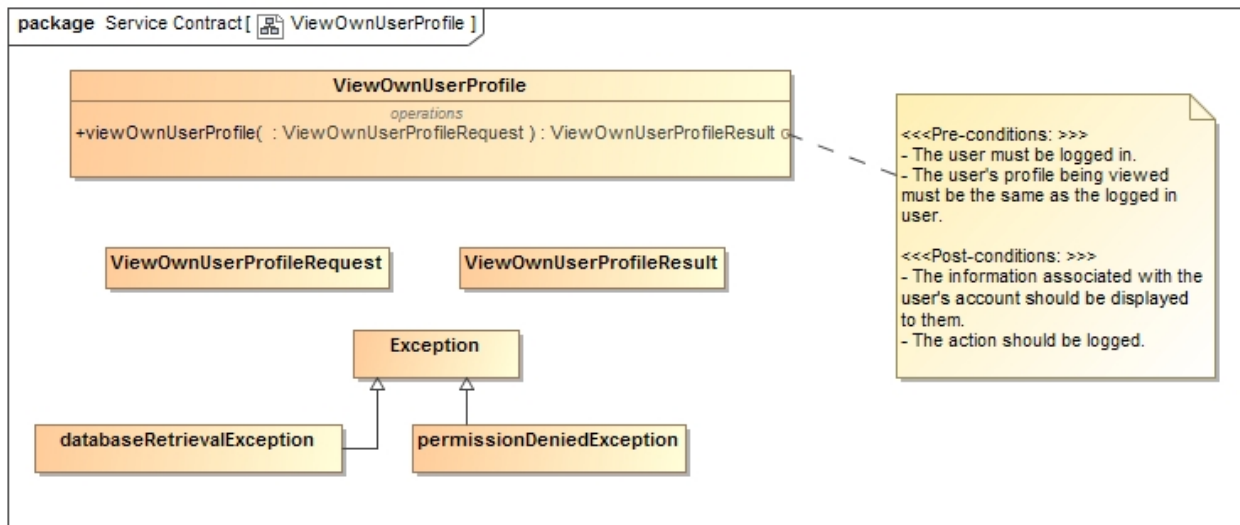 package Service Contract [ ViewOwnUserProfile ]
ViewOwnUserProfile
operations
+viewOwnUserProfile( : ViewOwnUserProfileRequest ) : ViewOwnUserProfileResult
<<<Pre-conditions: >>>
- The user must be logged in.
- The user's profile being viewed
must be the same as the logged in
user.
<<<Post-conditions: >>>
- The information associated with the
user's account should be displayed
to them.
- The action should be logged.
ViewOwnUserProfileRequest
ViewOwnUserProfileResult
Exception
databaseRetrievalException
permissionDeniedException